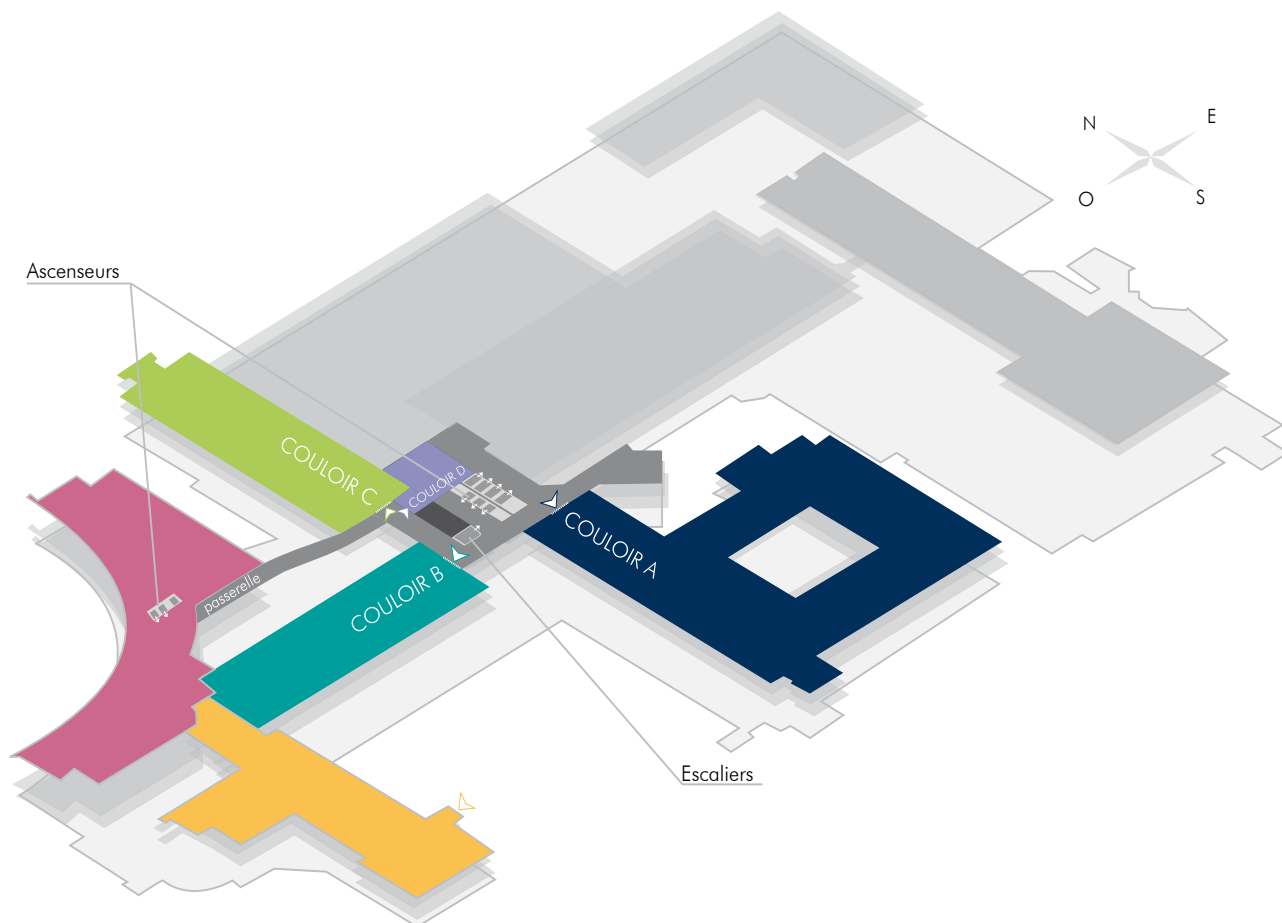 N
E
O
S
Ascenseurs
COULOIR C
COULOIR D
COULOIR A
passerelle
COULOIR B
Escaliers